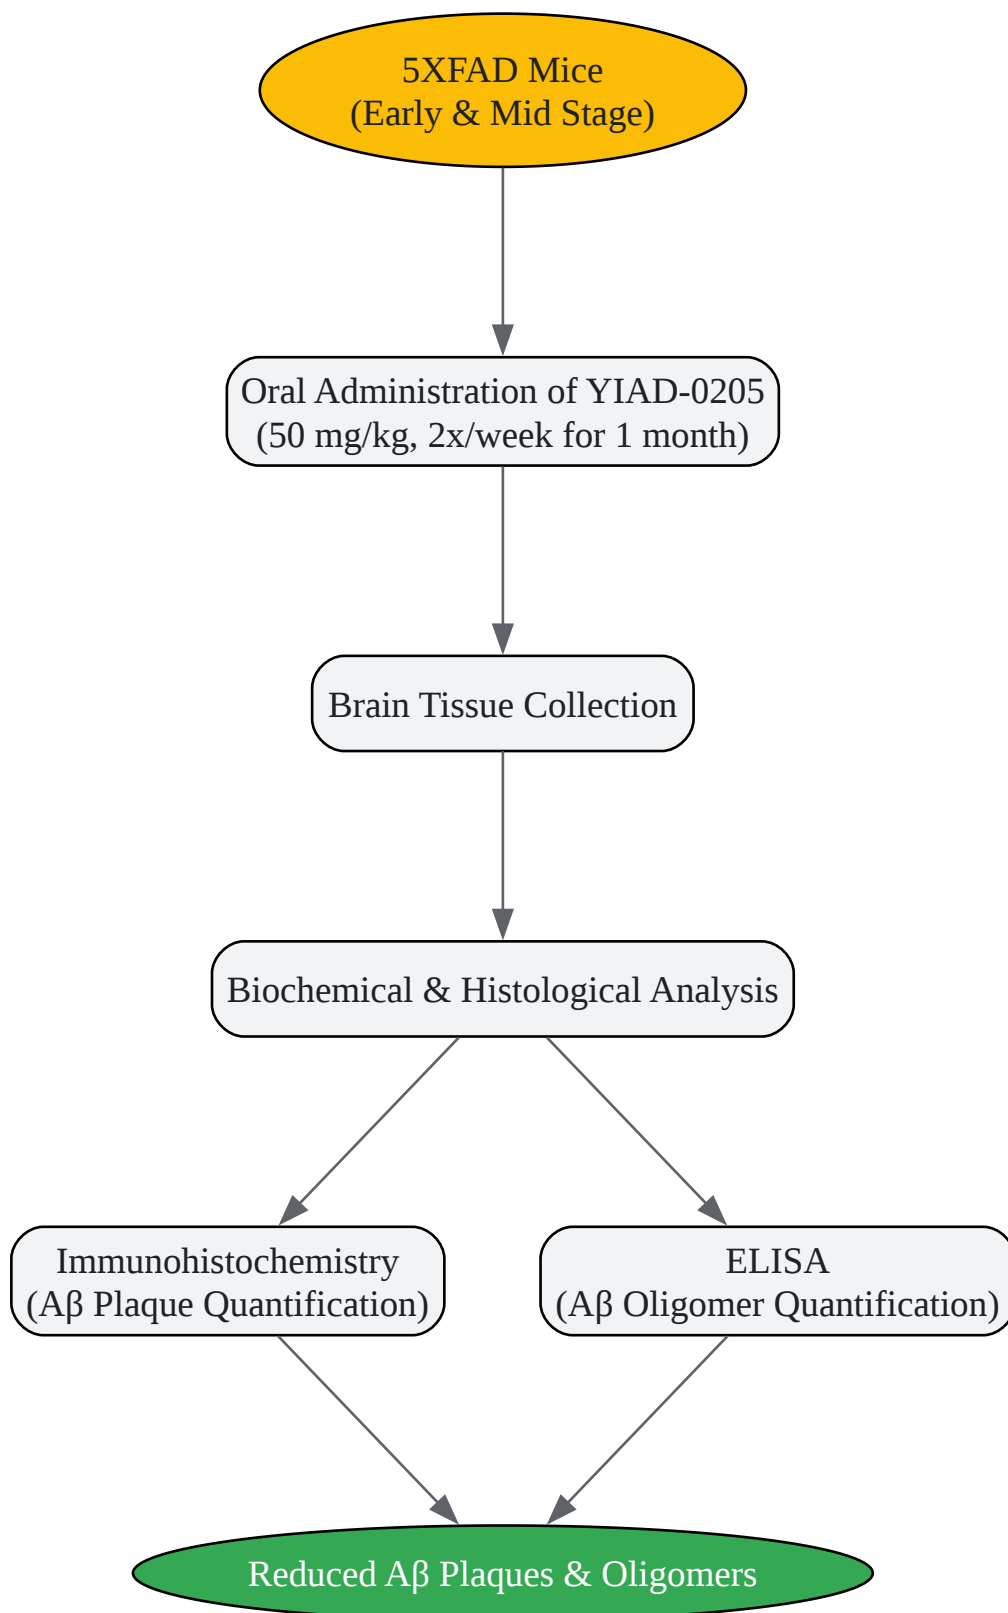 5XFAD Mice
(Early & Mid Stage)
Oral Administration of YIAD-0205
(50 mg/kg, 2x/week for 1 month)
Brain Tissue Collection
Biochemical & Histological Analysis
Immunohistochemistry
(Aβ Plaque Quantification)
ELISA
(Aβ Oligomer Quantification)
Reduced Aβ Plaques & Oligomers